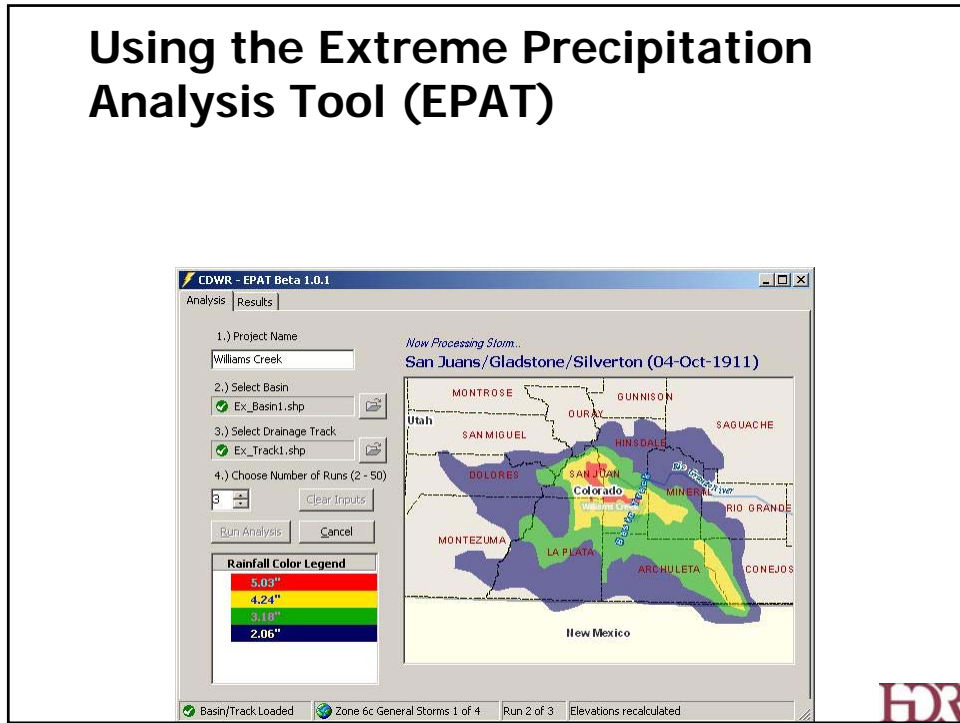 Using the Extreme Precipitation
Analysis Tool (EPAT)
CDWR - EPAT Beta 1.0.1
Analysis
Results
1.) Project Name
Williams Creek
2.) Select Basin
Ex_Basin1.shp
3.) Select Drainage Track
Ex_Track1.shp
4.) Choose Number of Runs (2 - 50)
3
Clear Inputs
Run Analysis
Cancel
Rainfall Color Legend
5.03"
4.24"
3.18"
2.06"
Now Processing Storm...
San Juans/Gladstone/Silverton (04-Oct-1911)
MONTROSE
GUNNISON
OURAY
Utah
SAGUACHE
SAN MIGUEL
HINSDALE
DOLORES
SAN JUAN
Colorado
MINERAL
Rio Grande River
Williams Creek
RIO GRANDE
MONTEZUMA
LA PLATA
ARCHULETA
CONEJOS
New Mexico
Basin/Track Loaded
Zone 6c General Storms 1 of 4
Run 2 of 3
Elevations recalculated
HDR